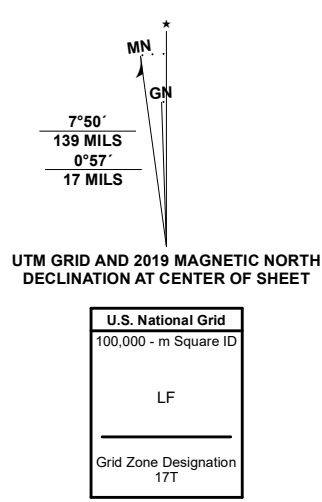 MN
GN
7°50´
139 MILS
0°57´
17 MILS
UTM GRID AND 2019 MAGNETIC NORTH
DECLINATION AT CENTER OF SHEET
U.S. National Grid
100,000 - m Square ID
LF
Grid Zone Designation
17T